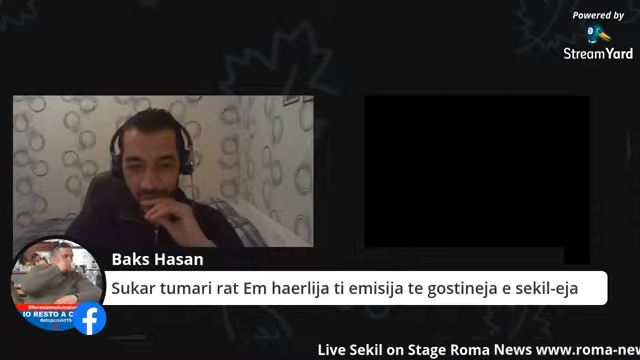 Powered by
StreamYard
Baks Hasan
Sukar tumari rat Em haerlija ti emisija te gostineja e sekil-eja
IO RESTO A C
#stopcovid19
Live Sekil on Stage Roma News www.roma-nev